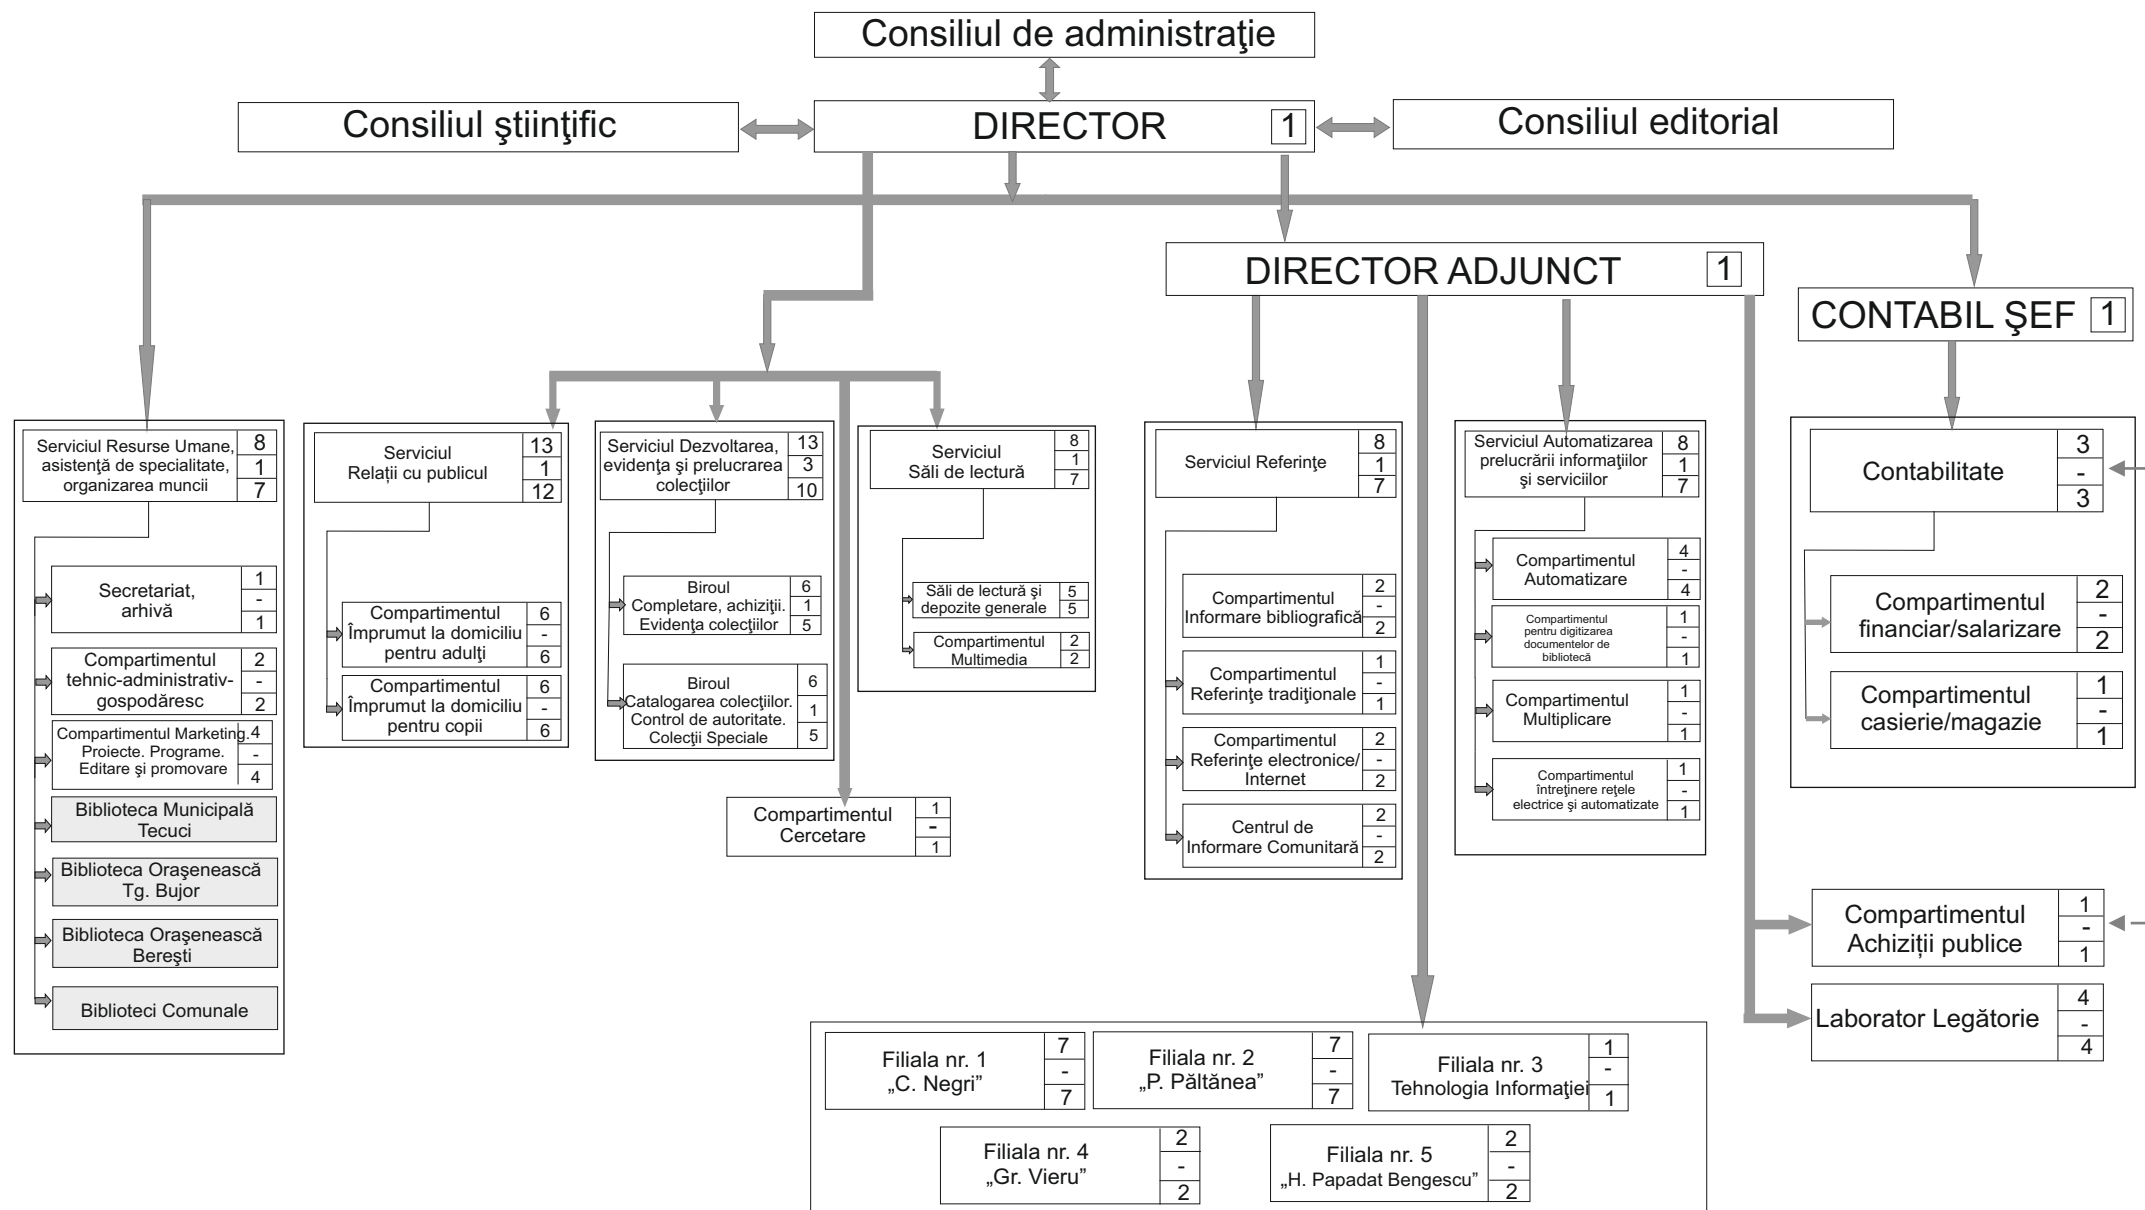 Consiliul de administraţie
Consiliul ştiinţific
DIRECTOR
1
Consiliul editorial
DIRECTOR ADJUNCT
1
CONTABIL ŞEF
1
Serviciul Resurse Umane,
asistenţă de specialitate,
organizarea muncii
8
1
7
Secretariat,
arhivă
1
-
1
Compartimentul
tehnic-administrativ-
gospodăresc
2
-
2
Compartimentul Marketing.
Proiecte. Programe.
Editare şi promovare
4
-
4
Biblioteca Municipală
Tecuci
Biblioteca Orăşenească
Tg. Bujor
Biblioteca Orăşenească
Bereşti
Biblioteci Comunale
Serviciul
Relații cu publicul
13
1
12
Compartimentul
Împrumut la domiciliu
pentru adulţi
6
-
6
Compartimentul
Împrumut la domiciliu
pentru copii
6
-
6
Serviciul Dezvoltarea,
evidenţa şi prelucrarea
colecţiilor
13
3
10
Biroul
Completare, achiziţii.
Evidenţa colecţiilor
6
1
5
Biroul
Catalogarea colecţiilor.
Control de autoritate.
Colecţii Speciale
6
1
5
Serviciul
Săli de lectură
8
1
7
Săli de lectură şi
depozite generale
5
5
Compartimentul
Multimedia
2
2
Compartimentul
Cercetare
1
-
1
Serviciul Referinţe
8
1
7
Compartimentul
Informare bibliografică
2
-
2
Compartimentul
Referinţe tradiţionale
1
-
1
Compartimentul
Referinţe electronice/
Internet
2
-
2
Centrul de
Informare Comunitară
2
-
2
Serviciul Automatizarea
prelucrării informaţiilor
şi serviciilor
8
1
7
Compartimentul
Automatizare
4
-
4
Compartimentul
pentru digitizarea
documentelor de
bibliotecă
1
-
1
Compartimentul
Multiplicare
1
-
1
Compartimentul
întreţinere reţele
electrice şi automatizate
1
-
1
Contabilitate
3
-
3
Compartimentul
financiar/salarizare
2
-
2
Compartimentul
casierie/magazie
1
-
1
Compartimentul
Achiziții publice
1
-
1
Laborator Legătorie
4
-
4
Filiala nr. 1
„C. Negri”
7
-
7
Filiala nr. 2
„P. Păltănea”
7
-
7
Filiala nr. 3
Tehnologia Informaţiei
1
-
1
Filiala nr. 4
„Gr. Vieru”
2
-
2
Filiala nr. 5
„H. Papadat Bengescu”
2
-
2